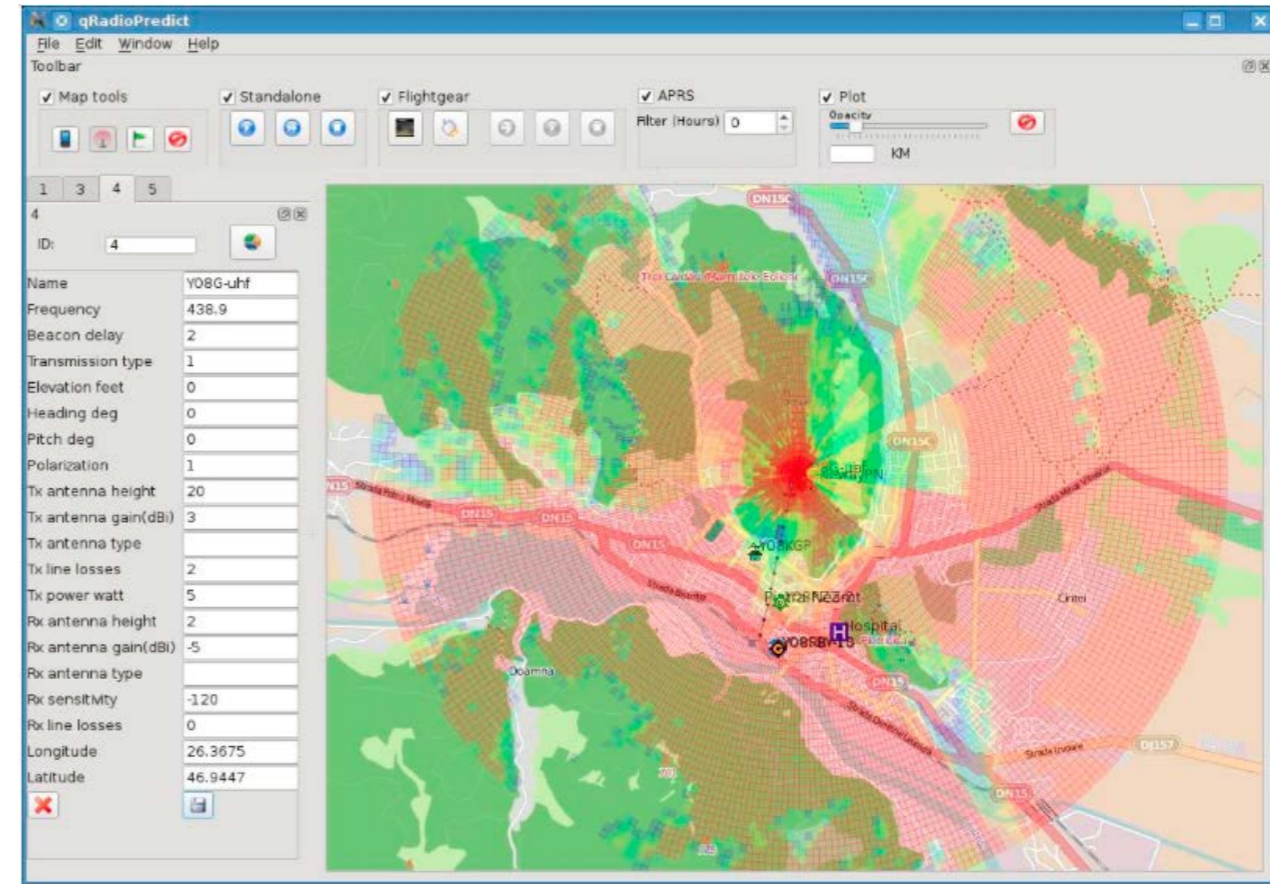 qRadioPredict
File Edit Window Help
Toolbar
Map tools
Standalone
Flightgear
APRS
Plot
Filter (Hours) 0
Opacity
KM
1 3 4 5
4
ID: 4
Name Y08G-uhf
Frequency 438.9
Beacon delay 2
Transmission type 1
Elevation feet 0
Heading deg 0
Pitch deg 0
Polarization 1
Tx antenna height 20
Tx antenna gain(dBi) 3
Tx antenna type
Tx line losses 2
Tx power watt 5
Rx antenna height 2
Rx antenna gain(dBi) -5
Rx antenna type
Rx sensitivity -120
Rx line losses 0
Longitude 26.3675
Latitude 46.9447
DN15C
DN15C
DN15C
N15
DN15
DN15
DN15
Y08KGP
Hospital
H
Cirtei
Doamna
DN15
DJ157
DN15